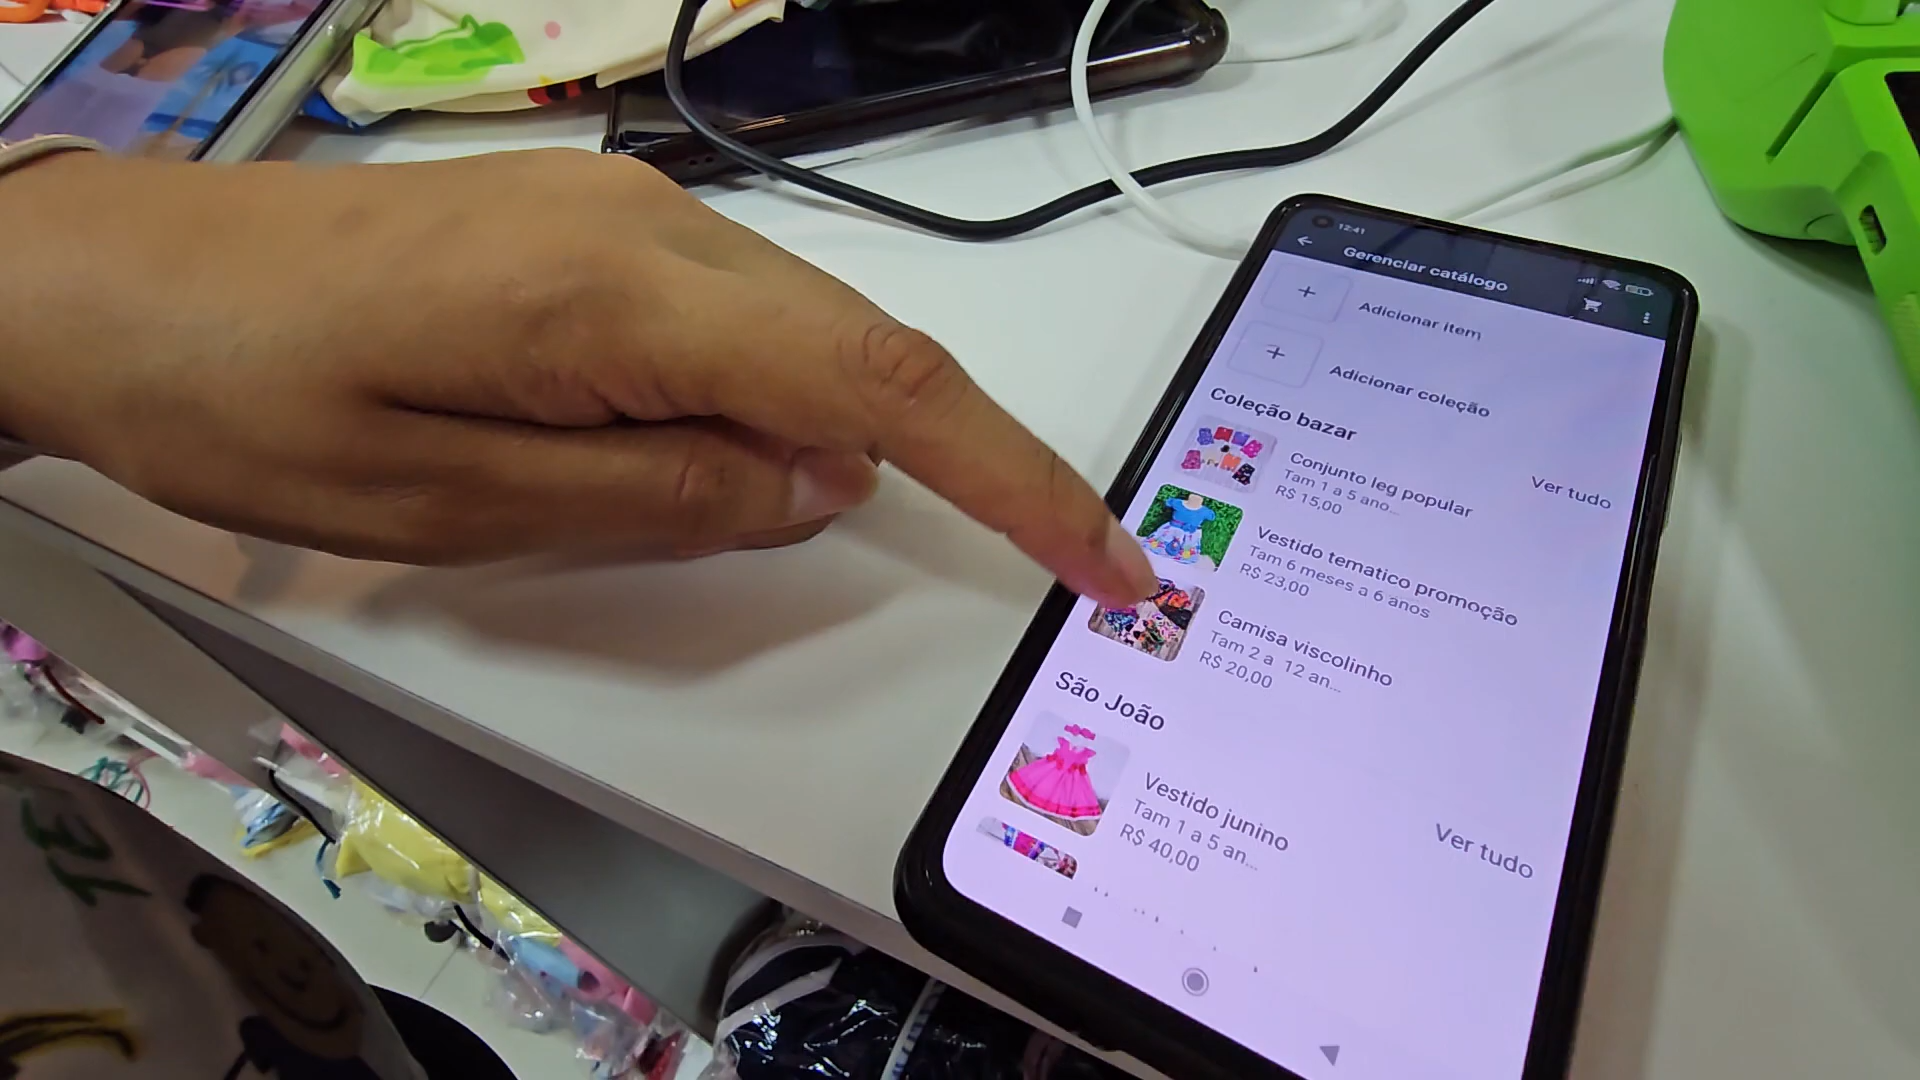 12:41
Gerenciar catálogo
Adicionar item
Adicionar coleção
Coleção bazar
Ver tudo
Conjunto leg popular
Tam 1 a 5 ano...
R$ 15,00
Vestido tematico promoção
Tam 6 meses a 6 anos
R$ 23,00
Camisa viscolinho
Tam 2 a 12 an...
R$ 20,00
São João
Ver tudo
Vestido junino
Tam 1 a 5 an...
R$ 40,00